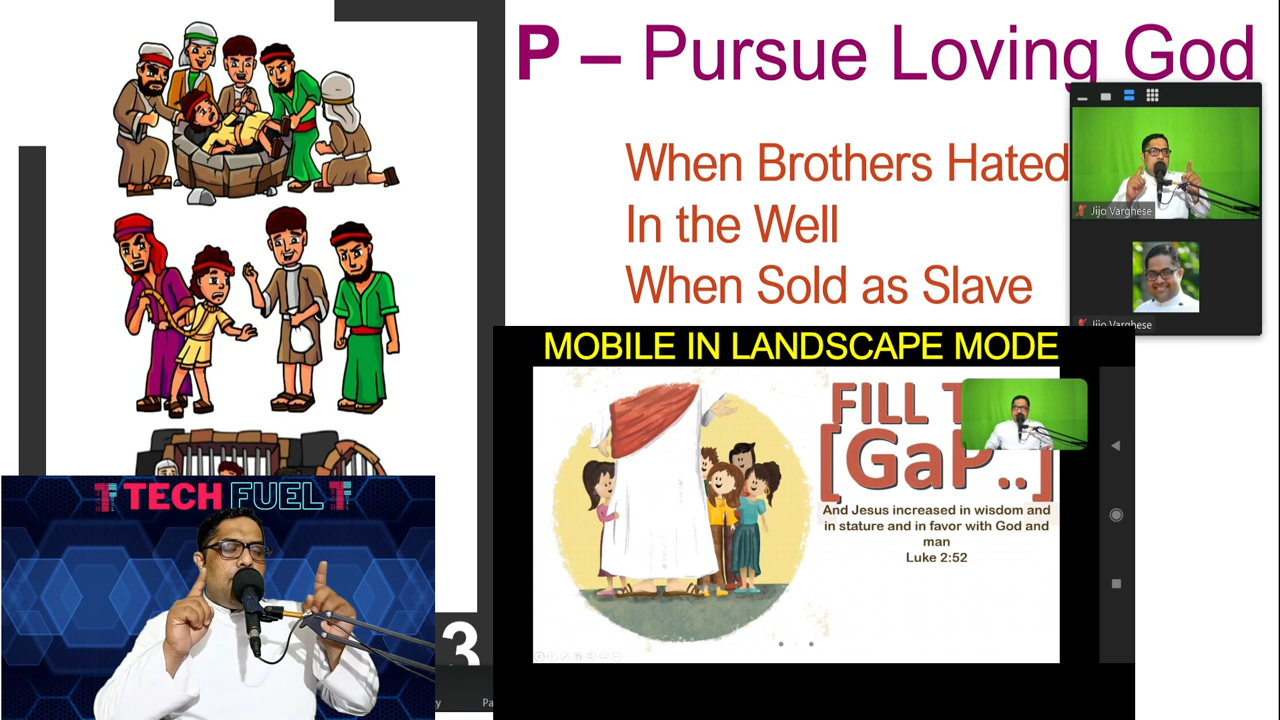 P – Pursue Loving God
When Brothers Hated
In the Well
When Sold as Slave
Jijo Varghese
Jijo Varghese
MOBILE IN LANDSCAPE MODE
FILL T
[GaP..]
And Jesus increased in wisdom and
in stature and in favor with God and
man
Luke 2:52
TECH FUEL
3